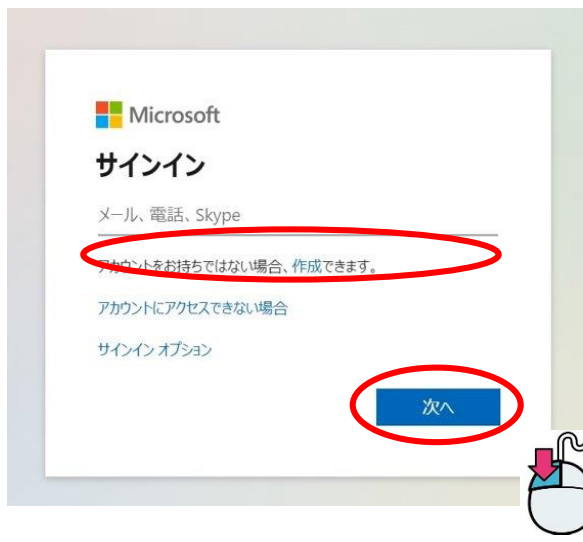 Microsoft
サインイン
メール、電話、Skype
アカウントをお持ちではない場合、作成できます。
アカウントにアクセスできない場合
サインイン オプション
次へ